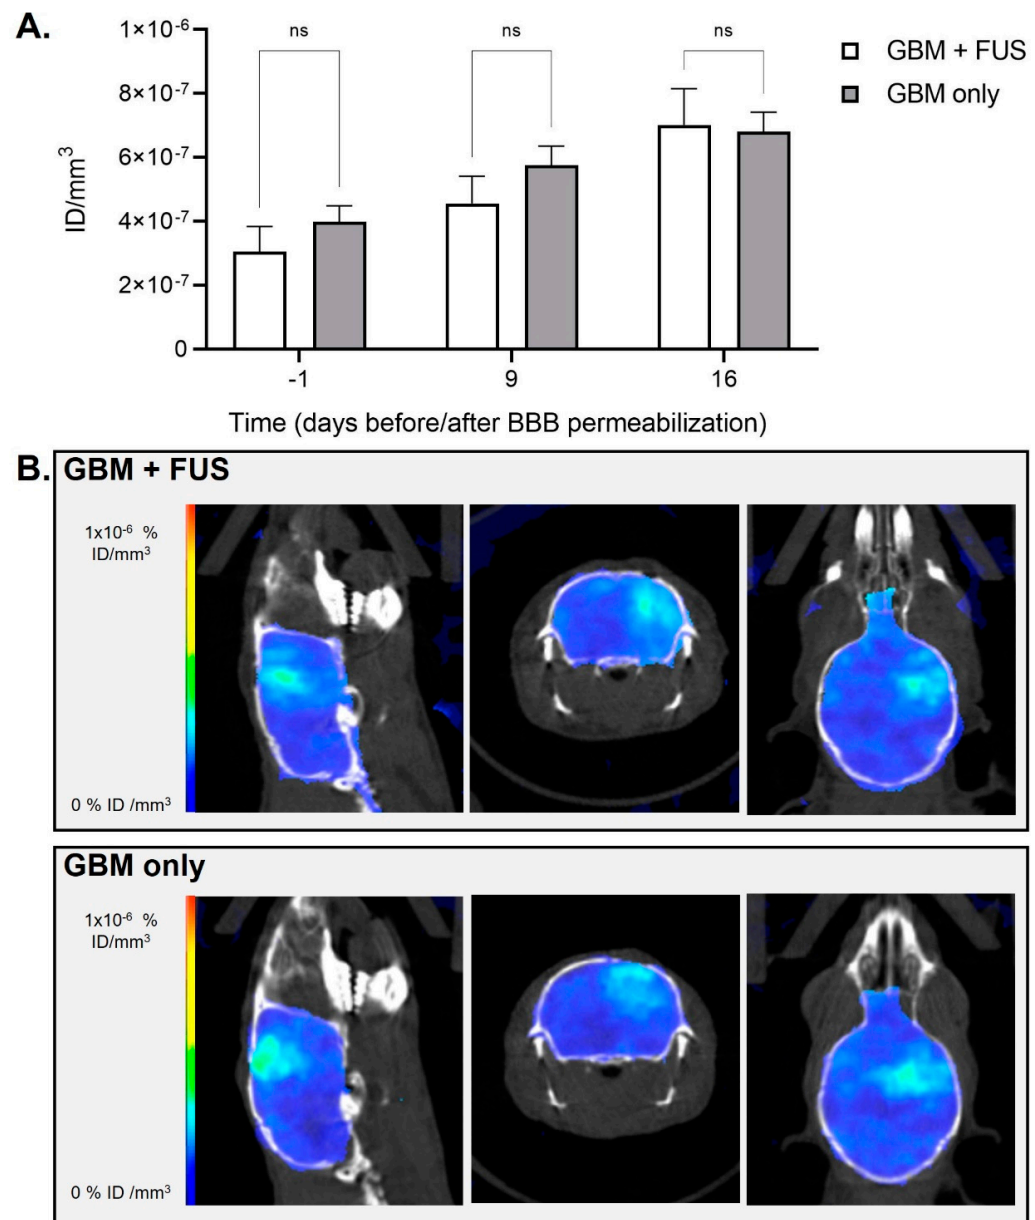 A.
1×10⁻⁶
8×10⁻⁷
6×10⁻⁷
4×10⁻⁷
2×10⁻⁷
0
ID/mm³
ns
ns
ns
GBM + FUS
GBM only
-1
9
16
Time (days before/after BBB permeabilization)
B.
GBM + FUS
1x10⁻⁶ %
ID/mm³
0 % ID /mm³
GBM only
1x10⁻⁶ %
ID/mm³
0 % ID /mm³